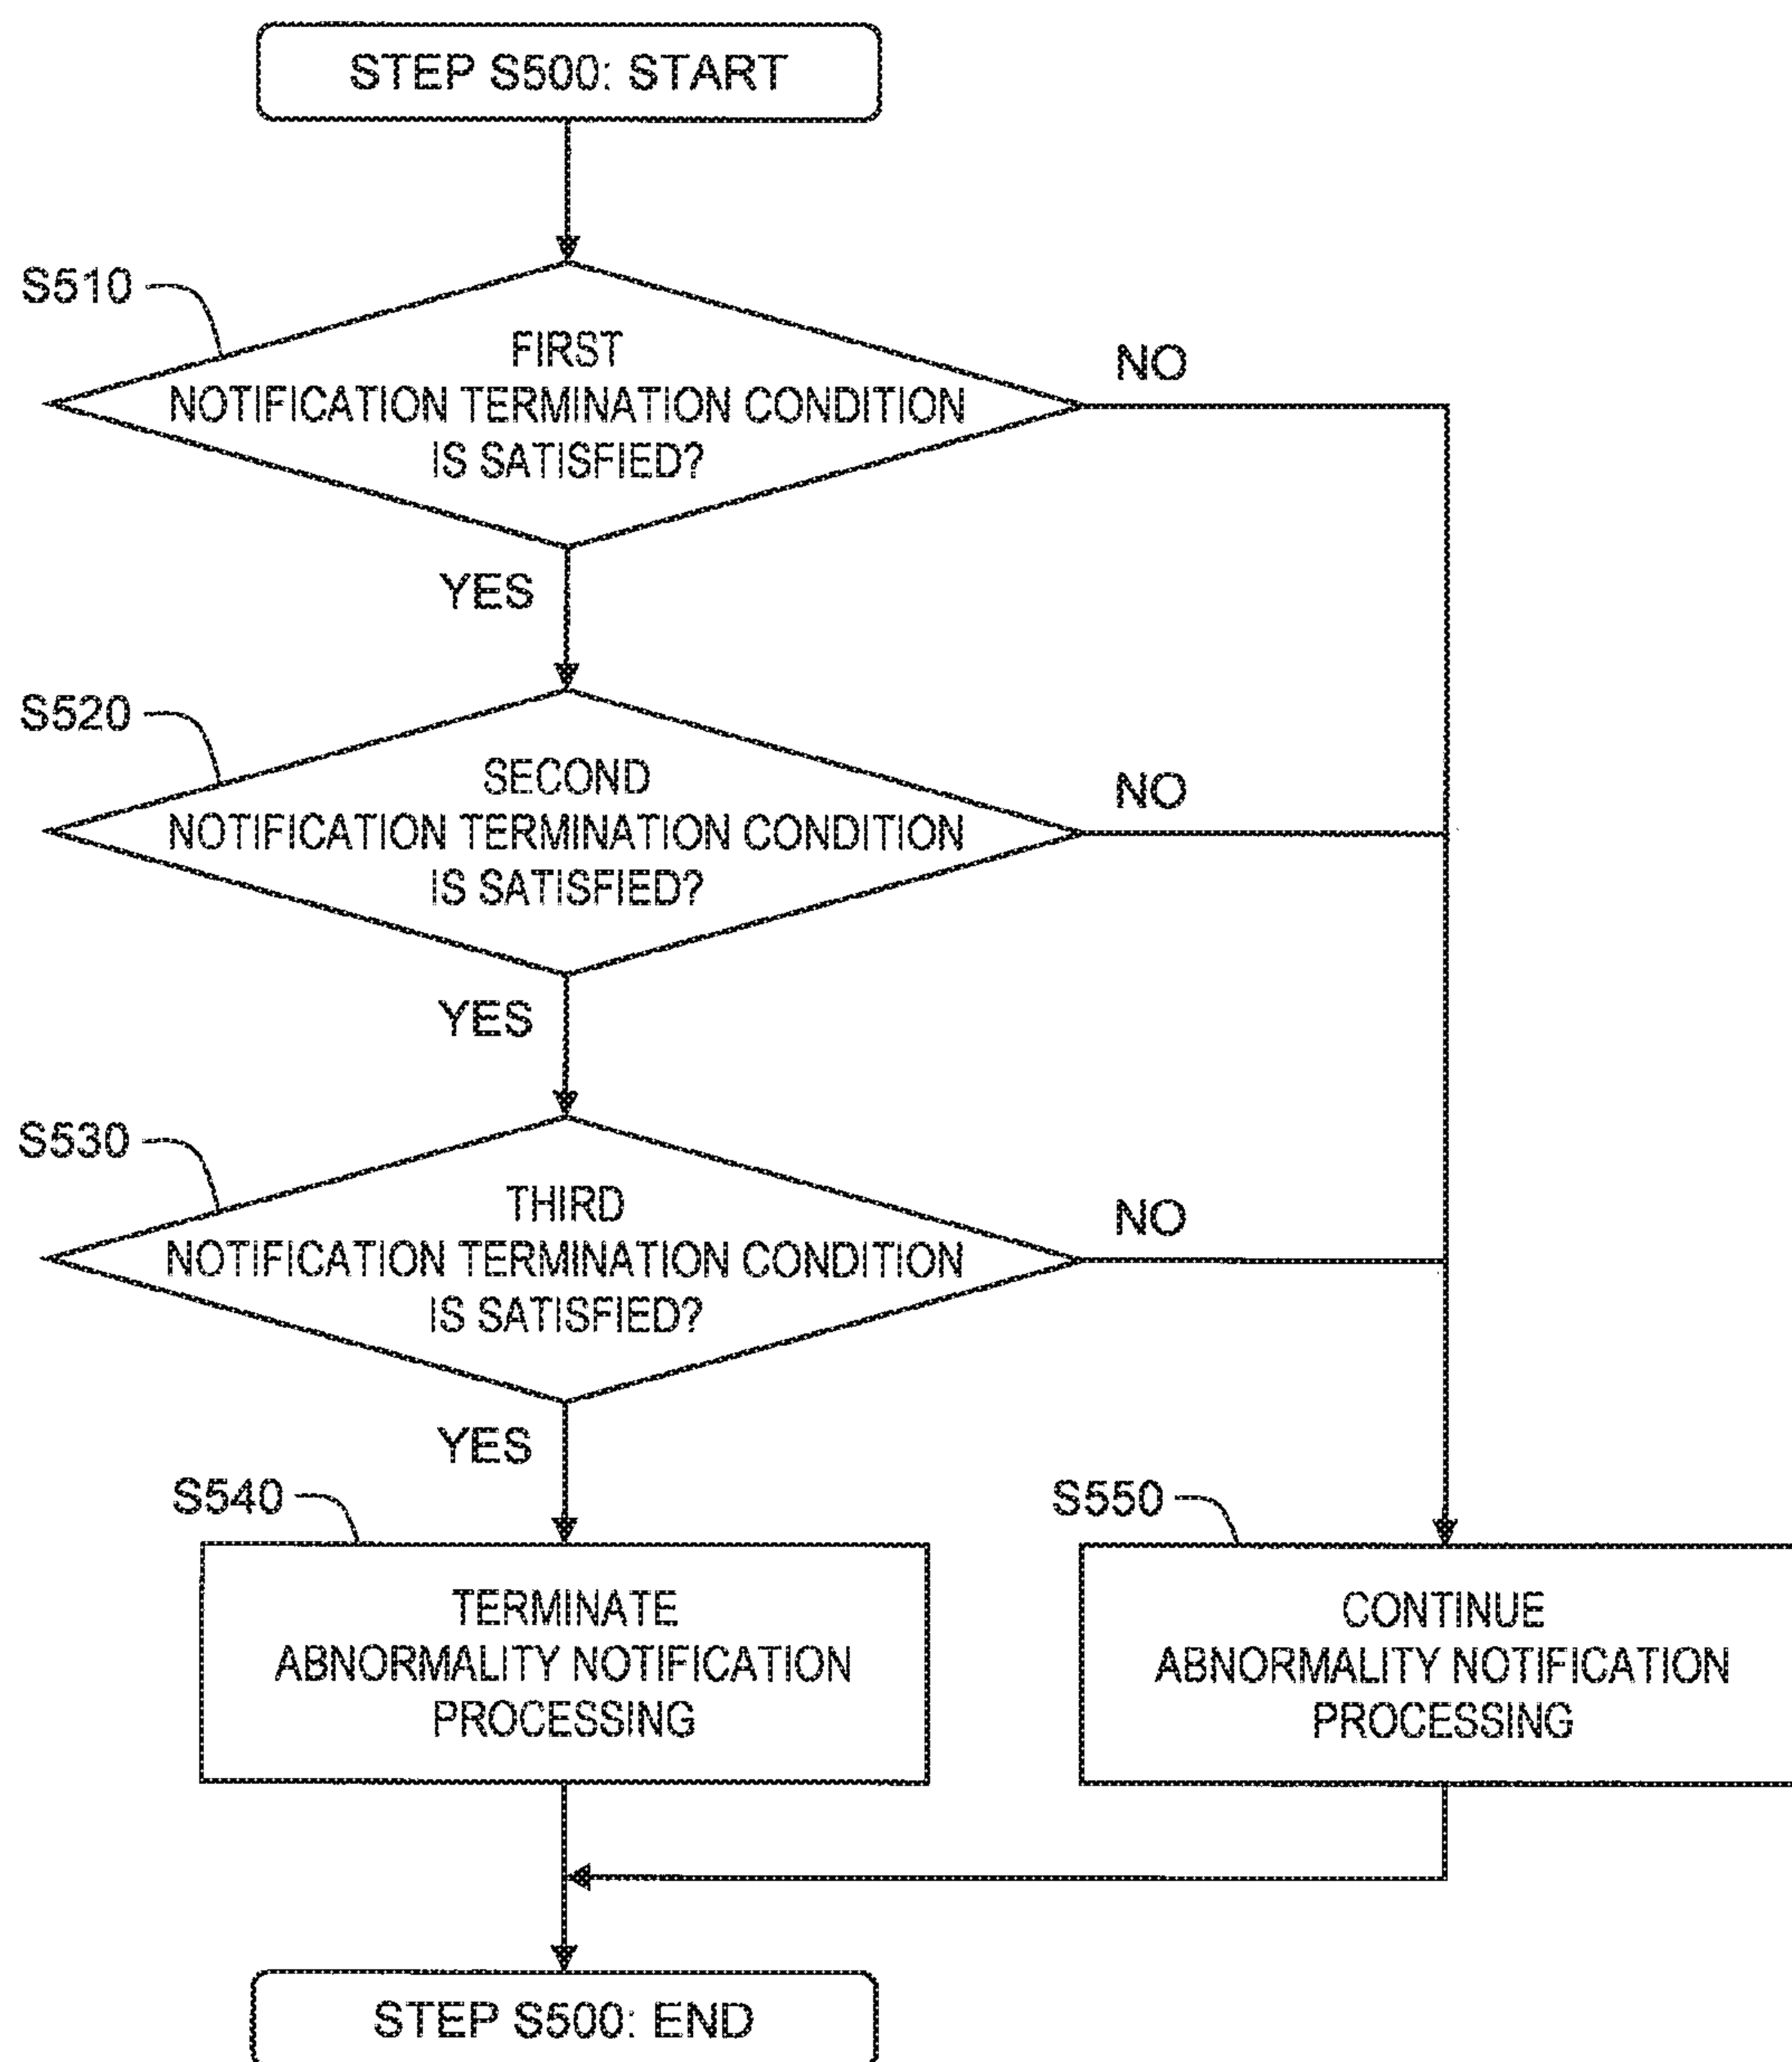 STEP S500: START
S510
FIRST
NOTIFICATION TERMINATION CONDITION
IS SATISFIED?
NO
YES
S520
SECOND
NOTIFICATION TERMINATION CONDITION
IS SATISFIED?
NO
YES
S530
THIRD
NOTIFICATION TERMINATION CONDITION
IS SATISFIED?
NO
YES
S540
TERMINATE
ABNORMALITY NOTIFICATION
PROCESSING
S550
CONTINUE
ABNORMALITY NOTIFICATION
PROCESSING
STEP S500: END